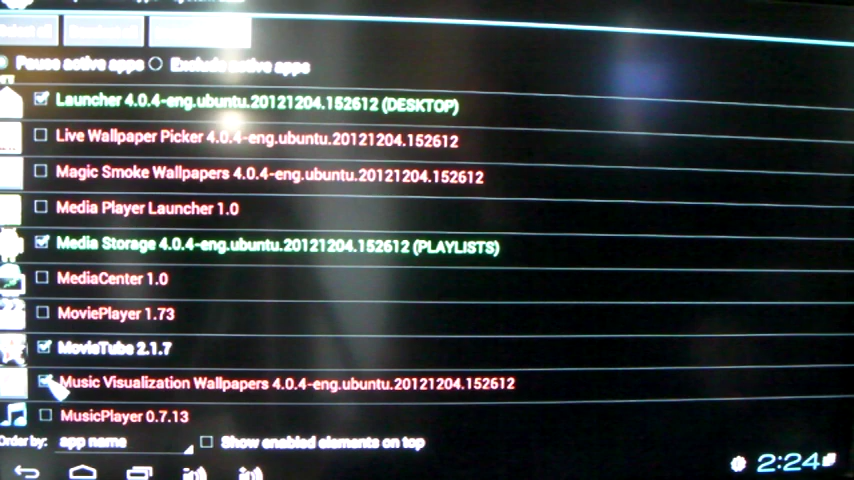 Pause active apps Exclude active apps
Launcher 4.0.4-eng.ubuntu.20121204.152612 (DESKTOP)
Live Wallpaper Picker 4.0.4-eng.ubuntu.20121204.152612
Magic Smoke Wallpapers 4.0.4-eng.ubuntu.20121204.152612
Media Player Launcher 1.0
Media Storage 4.0.4-eng.ubuntu.20121204.152612 (PLAYLISTS)
MediaCenter 1.0
MoviePlayer 1.73
MovieTube 2.1.7
Music Visualization Wallpapers 4.0.4-eng.ubuntu.20121204.152612
MusicPlayer 0.7.13
Order by: app name Show enabled elements on top
2:24